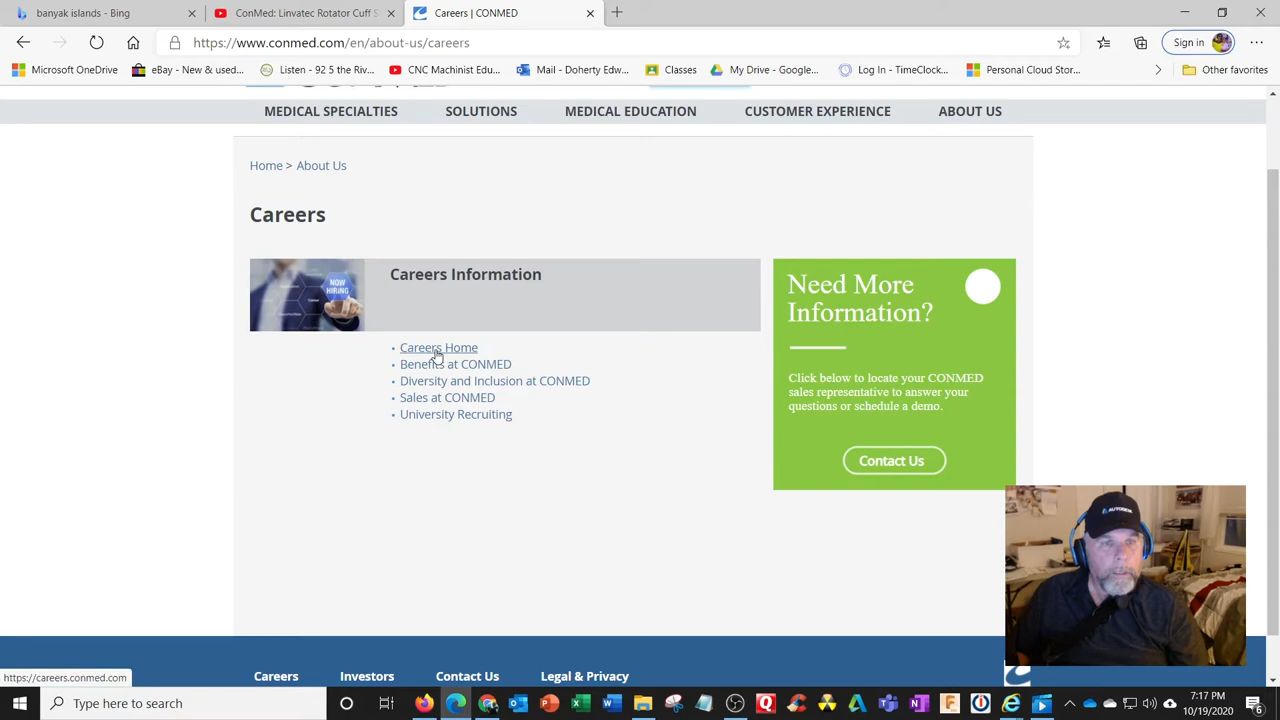 banyak islands - Bing
ConMed: Linvatec Rotator Cuff S
Careers | CONMED
https://www.conmed.com/en/about-us/careers
Sign in
Microsoft OneDrive
eBay - New & used...
Listen - 92 5 the Riv...
CNC Machinist Edu...
Mail - Doherty Edw...
Classes
My Drive - Google...
Log In - TimeClock...
Personal Cloud Stor...
Other favorites
MEDICAL SPECIALTIES
SOLUTIONS
MEDICAL EDUCATION
CUSTOMER EXPERIENCE
ABOUT US
Home > About Us
Careers
NOW
HIRING
Careers Information
Careers Home
Benefits at CONMED
Diversity and Inclusion at CONMED
Sales at CONMED
University Recruiting
Need More
Information?
Click below to locate your CONMED
sales representative to answer your
questions or schedule a demo.
Contact Us
AUTODESK
Careers
Investors
Contact Us
Legal & Privacy
https://careers.conmed.com
Type here to search
7:17 PM
10/19/2020